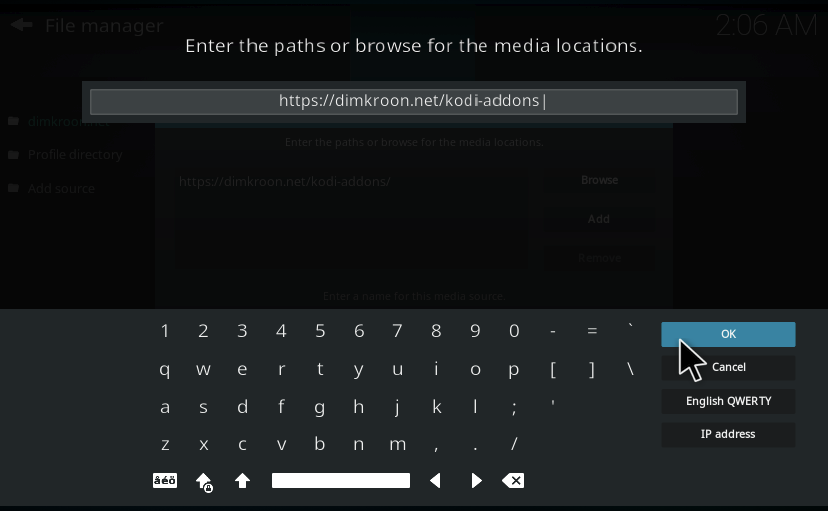 File manager
2:06 AM
Enter the paths or browse for the media locations.
https://dimkroon.net/kodi-addons|
dimkroon.net
Enter the paths or browse for the media locations.
Profile directory
https://dimkroon.net/kodi-addons/
Browse
Add source
Add
Remove
Enter a name for this media source.
1 2 3 4 5 6 7 8 9 0 - = `
OK
q w e r t y u i o p [ ] \
Cancel
a s d f g h j k l ; '
English QWERTY
z x c v b n m , . /
IP address
âéö